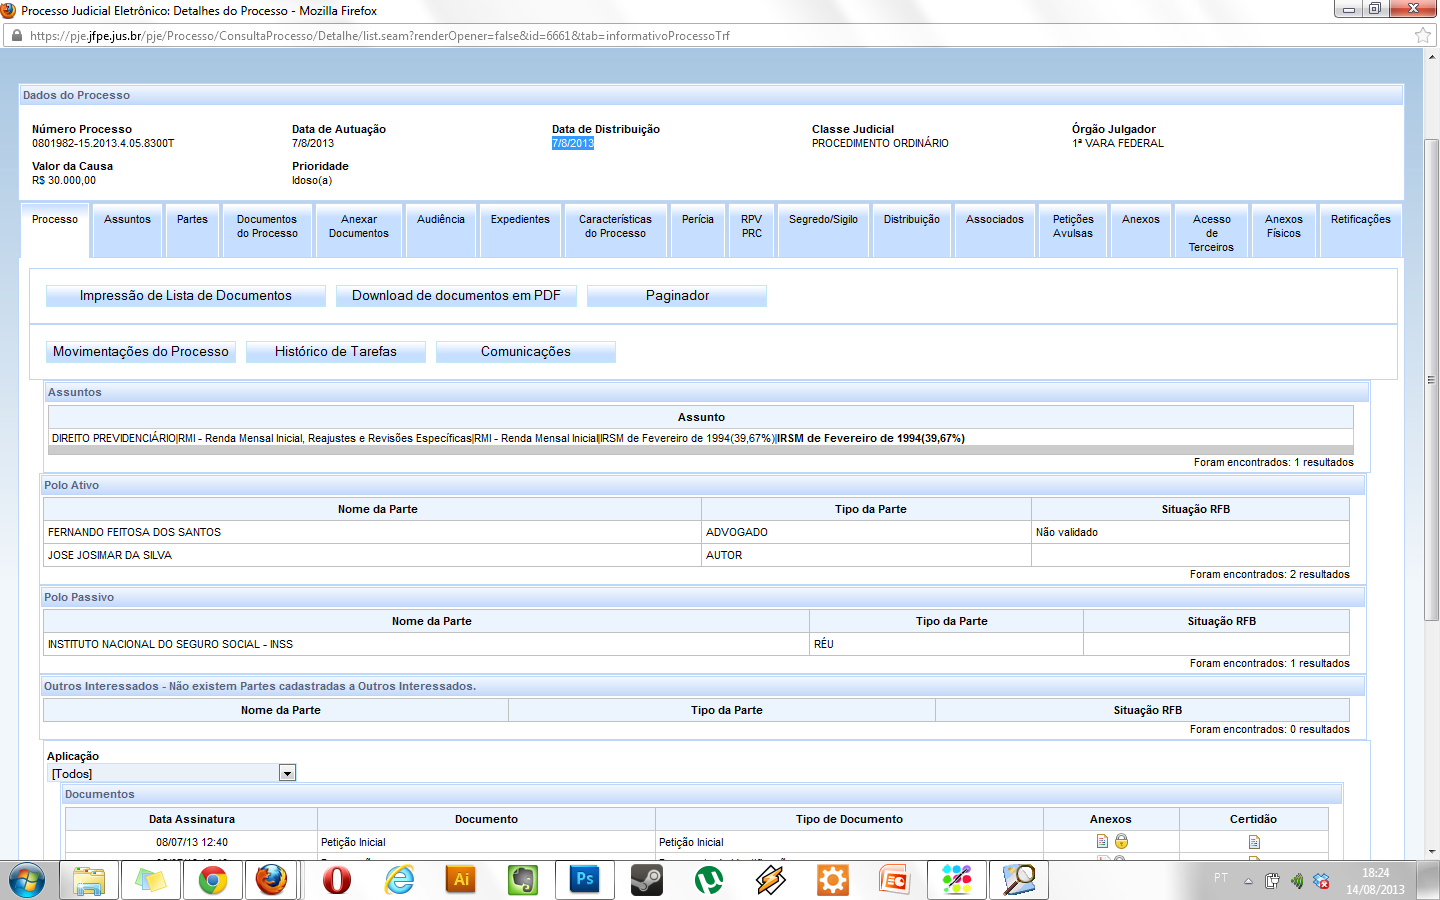 Processo Judicial Eletrônico: Detalhes do Processo - Mozilla Firefox
https://pje.jfpe.jus.br/pje/Processo/ConsultaProcesso/Detalhe/list.seam?renderOpener=false&id=6661&tab=informativoProcessoTrf
Dados do Processo
Número Processo Data de Autuação Data de Distribuição Classe Judicial Órgão Julgador
0801982-15.2013.4.05.8300T 7/8/2013 7/8/2013 PROCEDIMENTO ORDINÁRIO 1ª VARA FEDERAL
Valor da Causa Prioridade
R$ 30.000,00 Idoso(a)
Processo Assuntos Partes Documentos do Processo Anexar Documentos Audiência Expedientes Características do Processo Perícia RPV PRC Segredo/Sigilo Distribuição Associados Petições Avulsas Anexos Acesso de Terceiros Anexos Físicos Retificações
Impressão de Lista de Documentos Download de documentos em PDF Paginador
Movimentações do Processo Histórico de Tarefas Comunicações
Assuntos
Assunto
DIREITO PREVIDENCIÁRIO|RMI - Renda Mensal Inicial, Reajustes e Revisões Específicas|RMI - Renda Mensal Inicial|IRSM de Fevereiro de 1994(39,67%)|IRSM de Fevereiro de 1994(39,67%)
Foram encontrados: 1 resultados
Polo Ativo
Nome da Parte Tipo da Parte Situação RFB
FERNANDO FEITOSA DOS SANTOS ADVOGADO Não validado
JOSE JOSIMAR DA SILVA AUTOR
Foram encontrados: 2 resultados
Polo Passivo
Nome da Parte Tipo da Parte Situação RFB
INSTITUTO NACIONAL DO SEGURO SOCIAL - INSS RÉU
Foram encontrados: 1 resultados
Outros Interessados - Não existem Partes cadastradas a Outros Interessados.
Nome da Parte Tipo da Parte Situação RFB
Foram encontrados: 0 resultados
Aplicação
[Todos]
Documentos
Data Assinatura Documento Tipo de Documento Anexos Certidão
08/07/13 12:40 Petição Inicial Petição Inicial
Ai Ps PT 18:24
14/08/2013